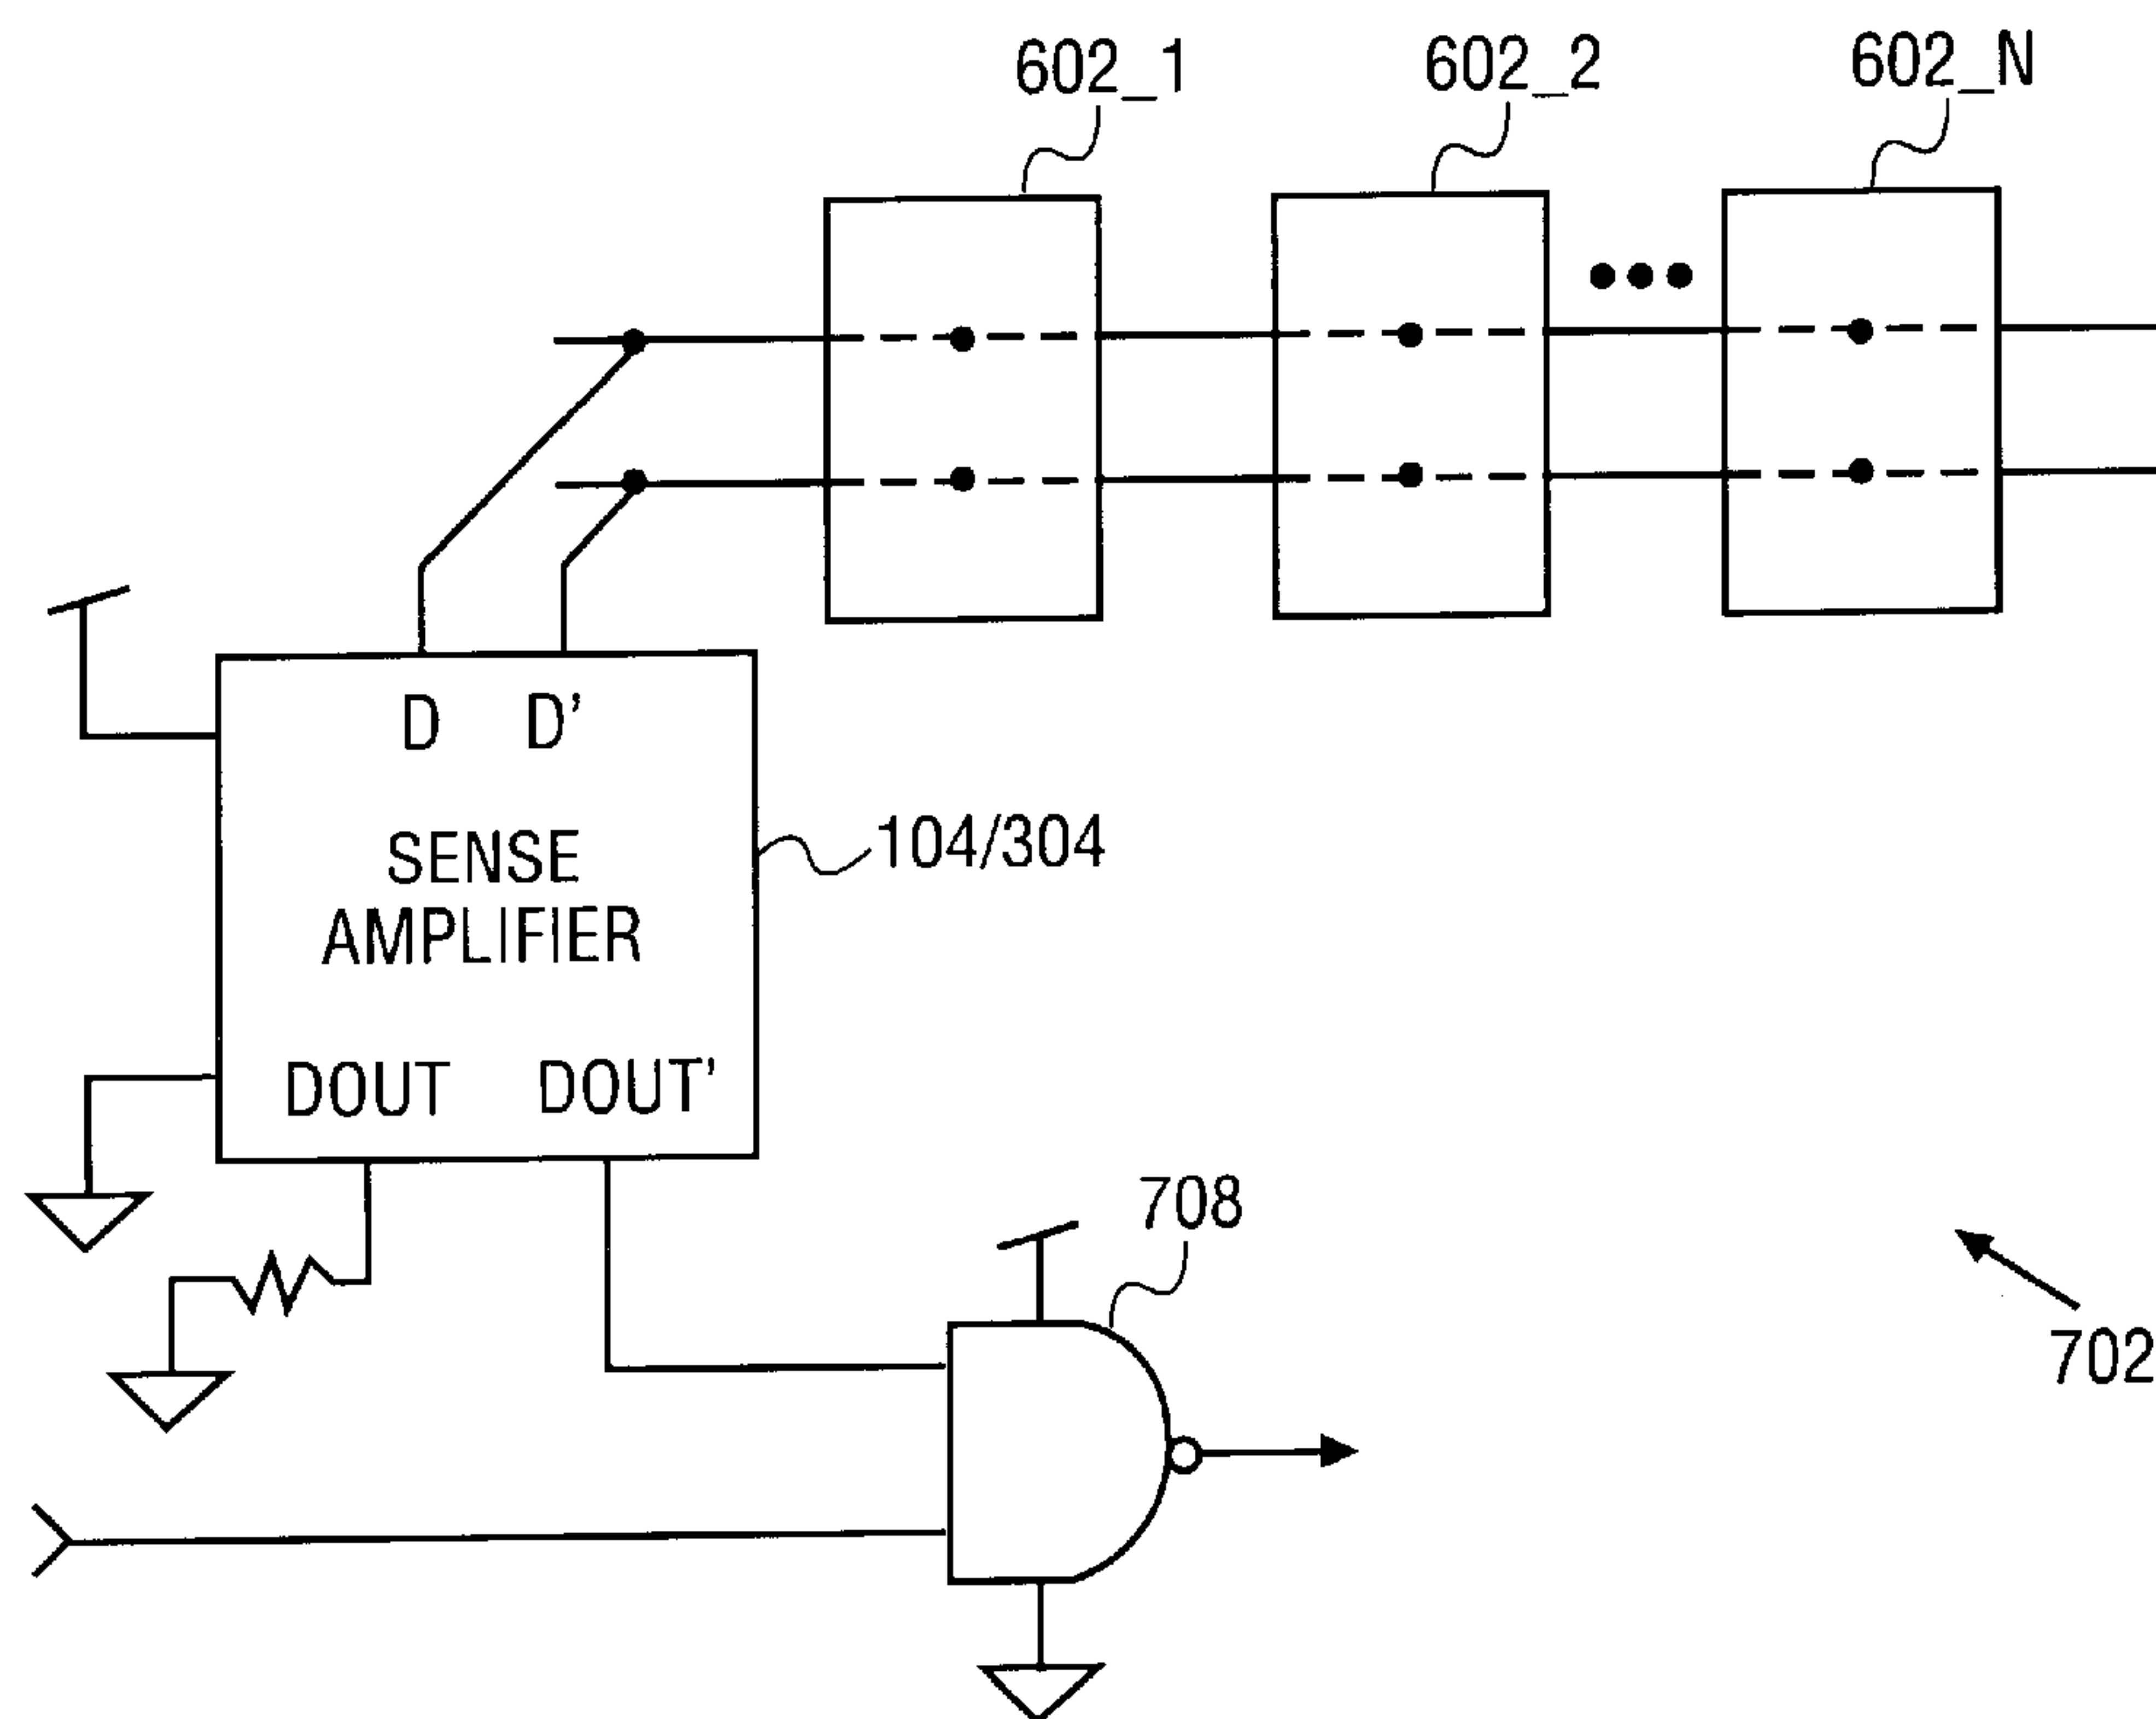 602_1 602_2 602_N
D D'
SENSE
AMPLIFIER
104/304
DOUT DOUT'
708
702